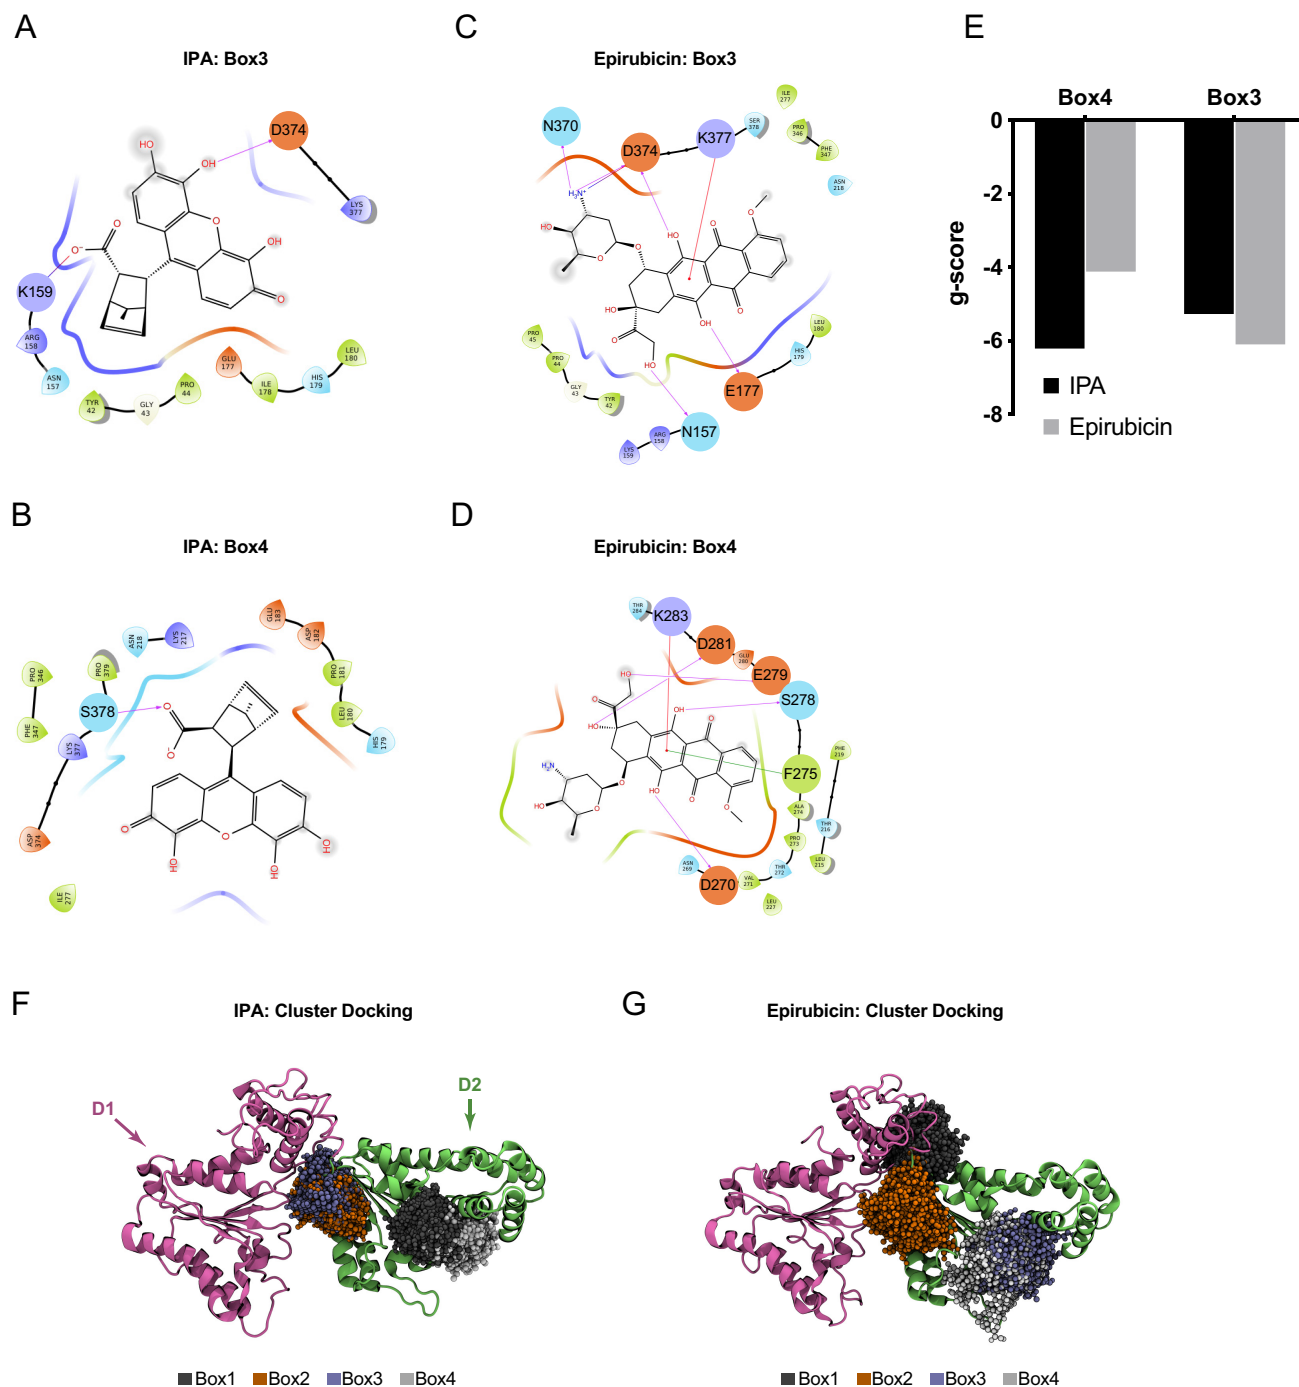 A
IPA: Box3
HO
OH
D374
LYS
377
O
O
O⁻
OH
O
K159
ARG
158
ASN
157
TYR
42
GLY
43
PRO
44
GLU
177
ILE
178
HIS
179
LEU
180
C
Epirubicin: Box3
N370
D374
K377
SER
378
ILE
277
PRO
346
PHE
347
ASN
218
H₃N⁺
HO
O
O
HO
O
O
O
HO
O
OH
HO
PRO
45
PRO
44
GLY
43
TYR
42
LYS
159
ARG
158
N157
E177
HIS
179
LEU
180
E
Box4
Box3
0
-2
-4
-6
-8
g-score
IPA
Epirubicin
B
IPA: Box4
GLU
183
ASP
182
PRO
181
LEU
180
HIS
179
ASN
218
LYS
217
PRO
379
PRO
346
PHE
347
S378
LYS
377
ASP
374
ILE
277
O
O⁻
O
O
HO
HO
HO
D
Epirubicin: Box4
THR
284
K283
D281
GLU
280
E279
S278
F275
PHE
219
ALA
274
THR
216
PRO
273
LEU
215
THR
272
VAL
271
LEU
227
D270
ASN
269
HO
O
HO
OH
O
H₂N
HO
O
O
HO
O
O
F
IPA: Cluster Docking
D1
D2
Box1 Box2 Box3 Box4
G
Epirubicin: Cluster Docking
Box1 Box2 Box3 Box4